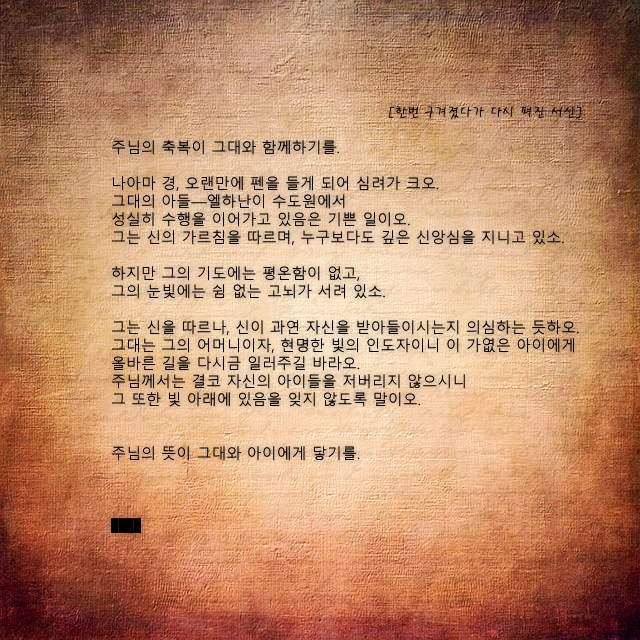 [한번 구겨졌다가 다시 펴진 서신]
주님의 축복이 그대와 함께하기를.
나아마 경, 오랜만에 펜을 들게 되어 심려가 크오.
그대의 아들—엘하난이 수도원에서
성실히 수행을 이어가고 있음은 기쁜 일이오.
그는 신의 가르침을 따르며, 누구보다도 깊은 신앙심을 지니고 있소.
하지만 그의 기도에는 평온함이 없고,
그의 눈빛에는 쉼 없는 고뇌가 서려 있소.
그는 신을 따르나, 신이 과연 자신을 받아들이시는지 의심하는 듯하오.
그대는 그의 어머니이자, 현명한 빛의 인도자이니 이 가엾은 아이에게
올바른 길을 다시금 일러주길 바라오.
주님께서는 결코 자신의 아이들을 저버리지 않으시니
그 또한 빛 아래에 있음을 잊지 않도록 말이오.
주님의 뜻이 그대와 아이에게 닿기를.